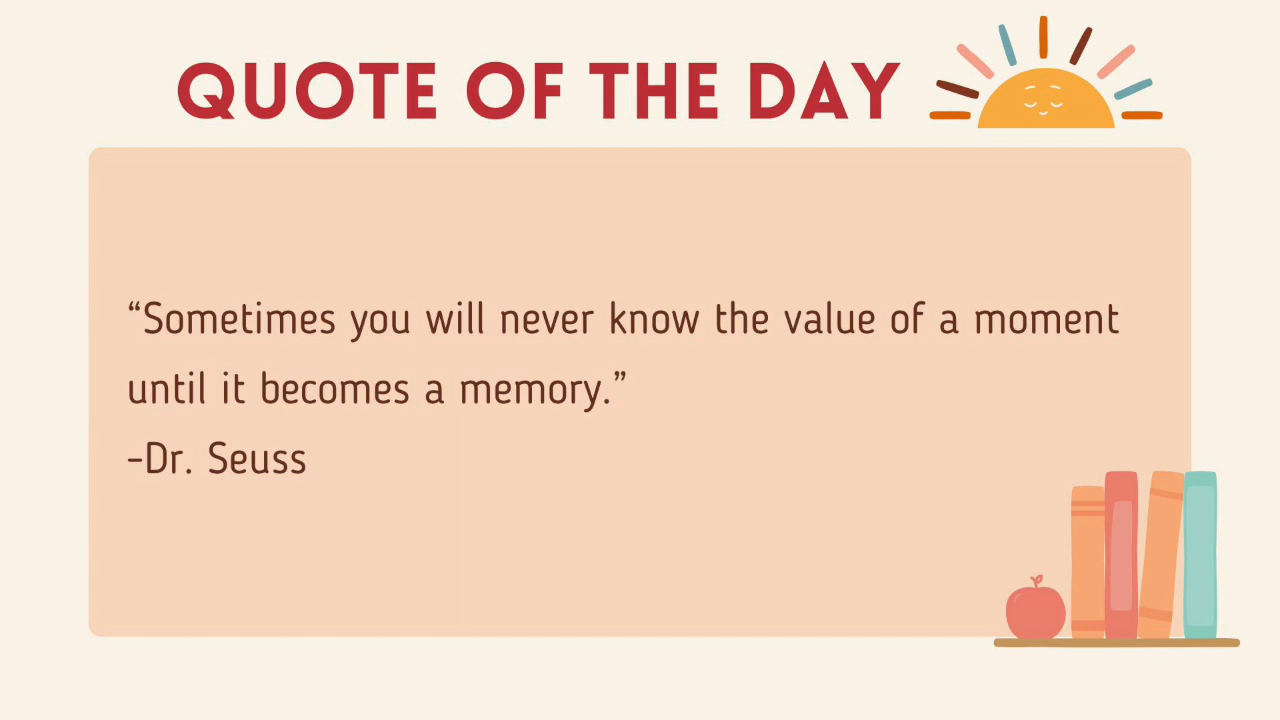 QUOTE OF THE DAY
“Sometimes you will never know the value of a moment
until it becomes a memory.”
-Dr. Seuss